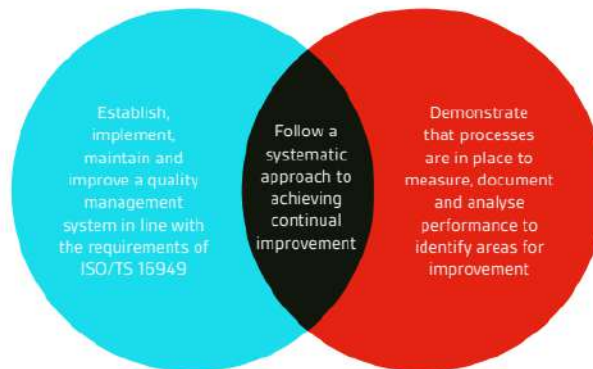 Establish,
implement,
maintain and
improve a quality
management
system in line with
the requirements of
ISO/TS 16949
Follow a
systematic
approach to
achieving
continual
improvement
Demonstrate
that processes
are in place to
measure, document
and analyse
performance to
identify areas for
improvement